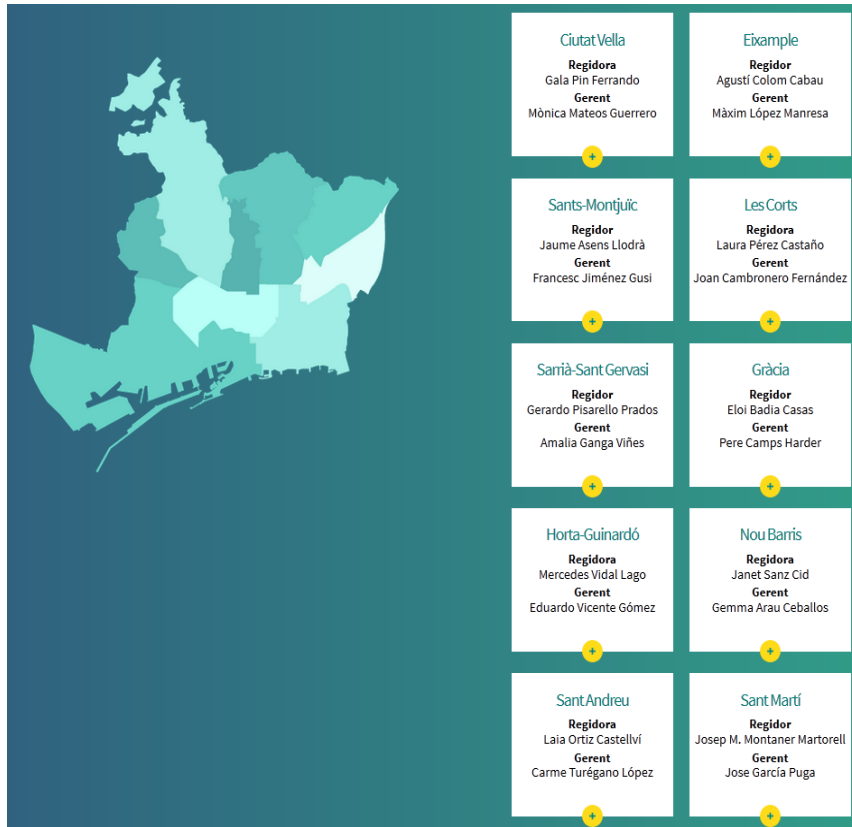 Ciutat Vella
Regidora
Gala Pin Ferrando
Gerent
Mònica Mateos Guerrero
+
Eixample
Regidor
Agustí Colom Cabau
Gerent
Màxim López Manresa
+
Sants-Montjuïc
Regidor
Jaume Asens Llodrà
Gerent
Francesc Jiménez Gusi
+
Les Corts
Regidora
Laura Pérez Castaño
Gerent
Joan Cambronero Fernández
+
Sarrià-Sant Gervasi
Regidor
Gerardo Pisarello Prados
Gerent
Amalia Ganga Viñes
+
Gràcia
Regidor
Eloi Badia Casas
Gerent
Pere Camps Harder
+
Horta-Guinardó
Regidora
Mercedes Vidal Lago
Gerent
Eduardo Vicente Gómez
+
Nou Barris
Regidora
Janet Sanz Cid
Gerent
Gemma Arau Ceballos
+
Sant Andreu
Regidora
Laia Ortiz Castellví
Gerent
Carme Turégano López
+
Sant Martí
Regidor
Josep M. Montaner Martorell
Gerent
Jose García Puga
+